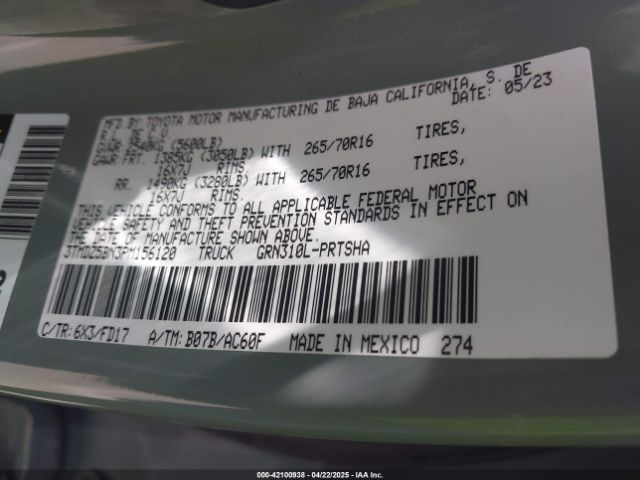 MFD.BY:TOYOTA MOTOR MANUFACTURING DE BAJA CALIFORNIA, S. DE
R.L. DE C.V. DATE: 05/23
GVWR 2540KG (5600LB)
GAWR:FRT. 1385KG (3050LB) WITH 265/70R16 TIRES,
16X7J RIMS.
RR. 1490KG (3280LB) WITH 265/70R16 TIRES,
16X7J RIMS.
THIS VEHICLE CONFORMS TO ALL APPLICABLE FEDERAL MOTOR
VEHICLE SAFETY AND THEFT PREVENTION STANDARDS IN EFFECT ON
THE DATE OF MANUFACTURE SHOWN ABOVE.
3TMDZ5BN3PM156120 TRUCK GRN310L-PRTSHA
C/TR: 6X3/FD17 A/TM: B07B/AC60F MADE IN MEXICO 274
000-42100938 - 04/22/2025 - IAA Inc.